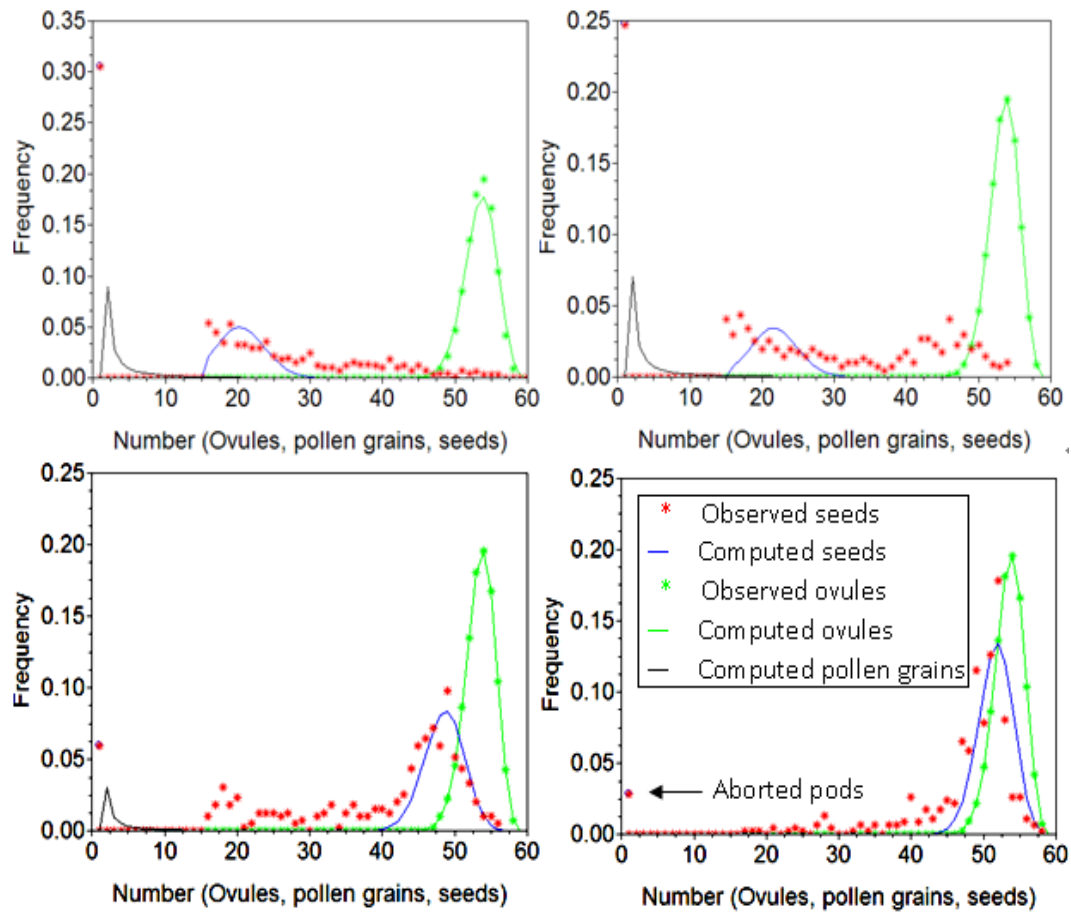 0.35
0.30
0.25
0.20
0.15
0.10
0.05
0.00
Frequency
0 10 20 30 40 50 60
Number (Ovules, pollen grains, seeds)
0.25
0.20
0.15
0.10
0.05
0.00
Frequency
0 10 20 30 40 50 60
Number (Ovules, pollen grains, seeds)
0.25
0.20
0.15
0.10
0.05
0.00
Frequency
0 10 20 30 40 50 60
Number (Ovules, pollen grains, seeds)
0.25
0.20
0.15
0.10
0.05
0.00
Frequency
Observed seeds
Computed seeds
Observed ovules
Computed ovules
Computed pollen grains
Aborted pods
0 10 20 30 40 50 60
Number (Ovules, pollen grains, seeds)